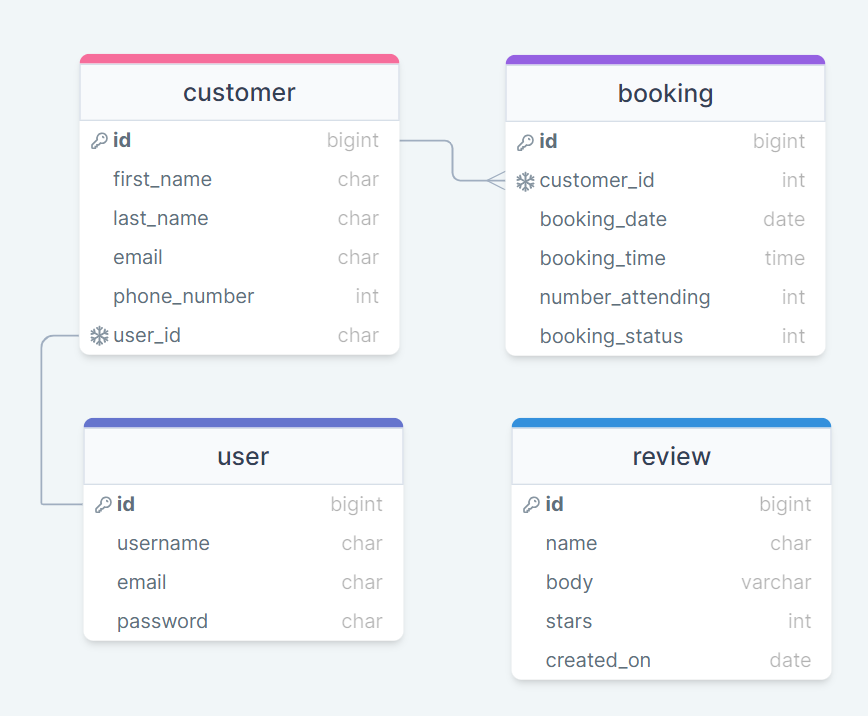 customer
id bigint
first_name char
last_name char
email char
phone_number int
user_id char
booking
id bigint
customer_id int
booking_date date
booking_time time
number_attending int
booking_status int
user
id bigint
username char
email char
password char
review
id bigint
name char
body varchar
stars int
created_on date